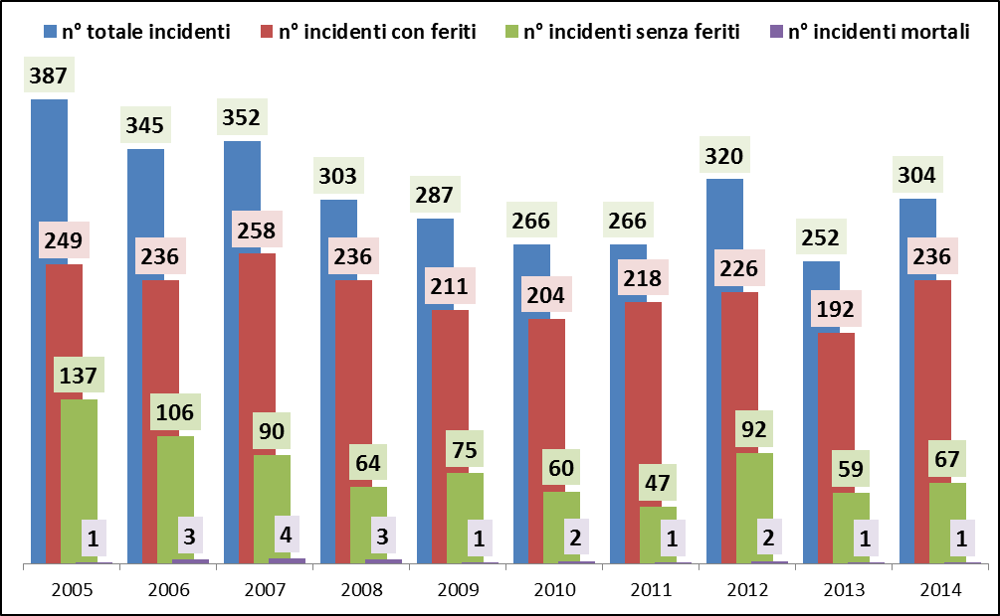 n° totale incidenti n° incidenti con feriti n° incidenti senza feriti n° incidenti mortali
387 345 352 303 287 266 266 320 252 304
249 236 258 236 211 204 218 226 192 236
137 106 90 64 75 60 47 92 59 67
1 3 4 3 1 2 1 2 1 1
2005 2006 2007 2008 2009 2010 2011 2012 2013 2014